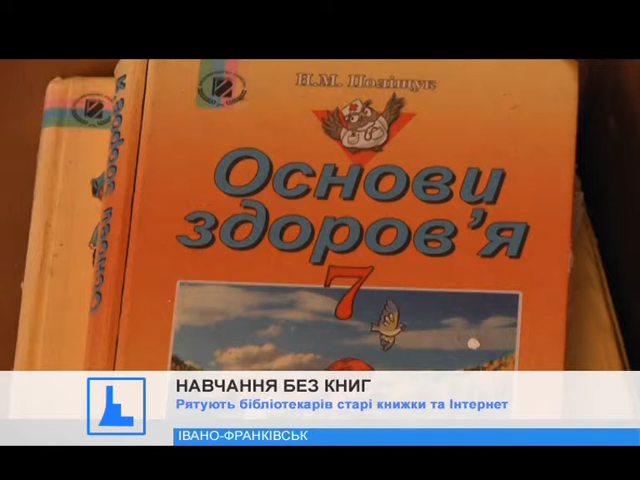 Н.М. Поліщук
Основи
здоров'я
7
Основи здоров'я
НАВЧАННЯ БЕЗ КНИГ
Рятують бібліотекарів старі книжки та Інтернет
ІВАНО-ФРАНКІВСЬК